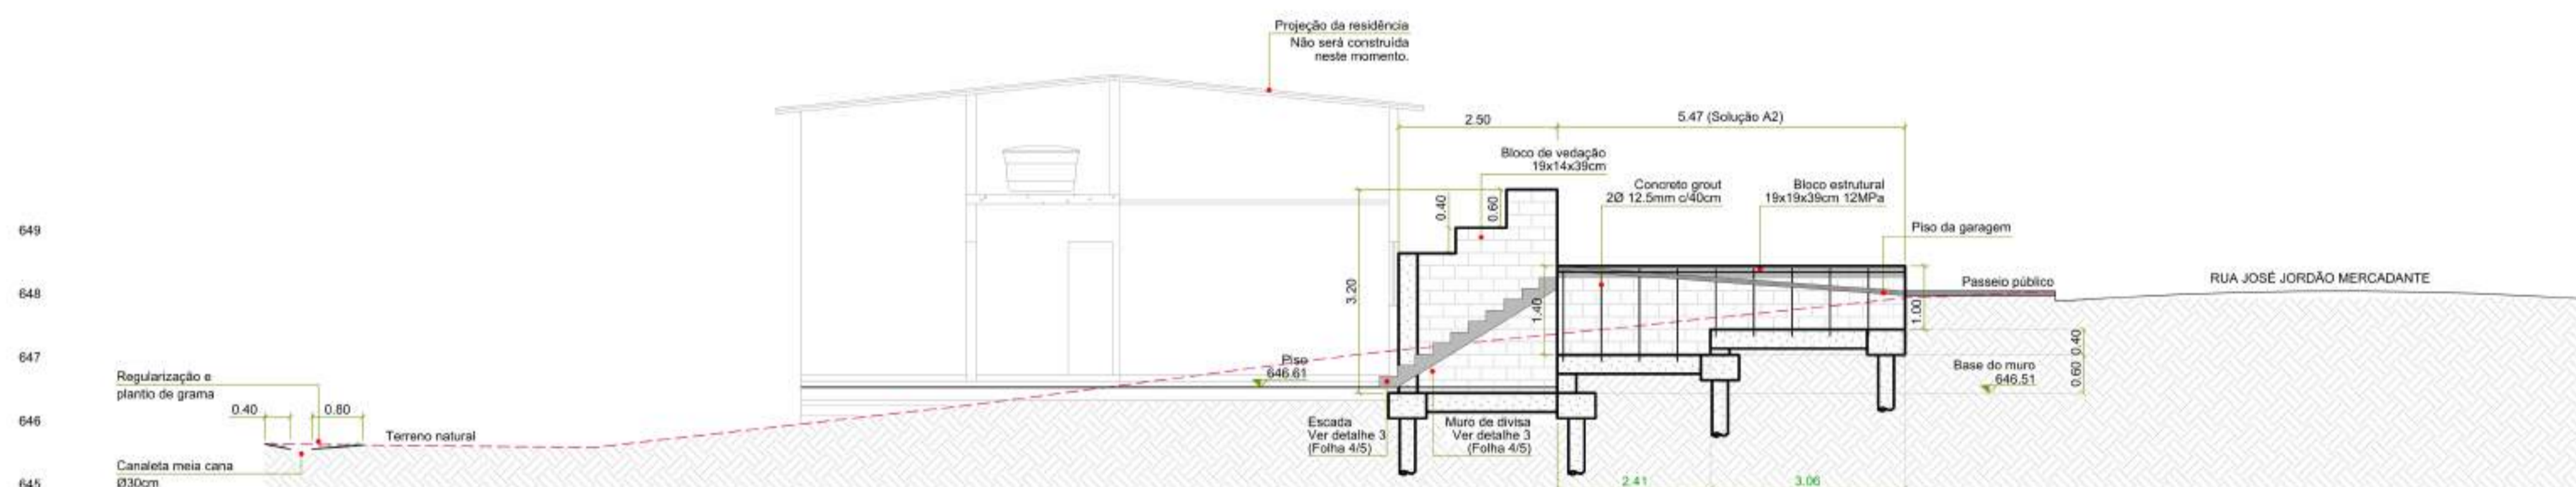 Projeção da residência
Não será construída
neste momento.
2.50
5.47 (Solução A2)
Bloco de vedação
19x14x39cm
Concreto grout
2Ø 12.5mm c/40cm
Bloco estrutural
19x19x39cm 12MPa
0.40
0.60
649
Piso da garagem
648
3.20
1.40
Passeio público
1.00
RUA JOSÉ JORDÃO MERCADANTE
647
Piso
646.61
Base do muro
646.51
0.40
0.60
Regularização e
plantio de grama
0.40
0.80
646
Terreno natural
Escada
Ver detalhe 3
(Folha 4/5)
Muro de divisa
Ver detalhe 3
(Folha 4/5)
Canaleta meia cana
Ø30cm
645
2.41
3.06